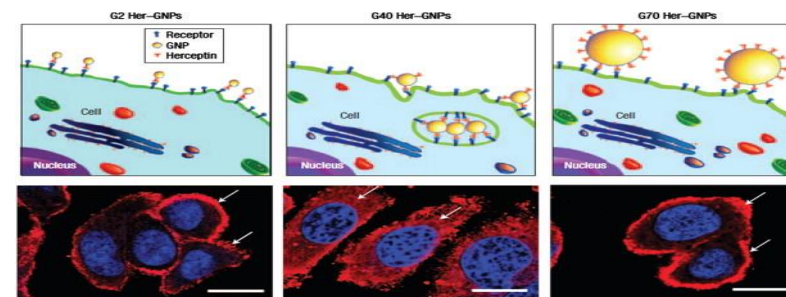 G2 Her–GNPs
G40 Her–GNPs
G70 Her–GNPs
Receptor
GNP
Herceptin
Cell
Cell
Cell
Nucleus
Nucleus
Nucleus